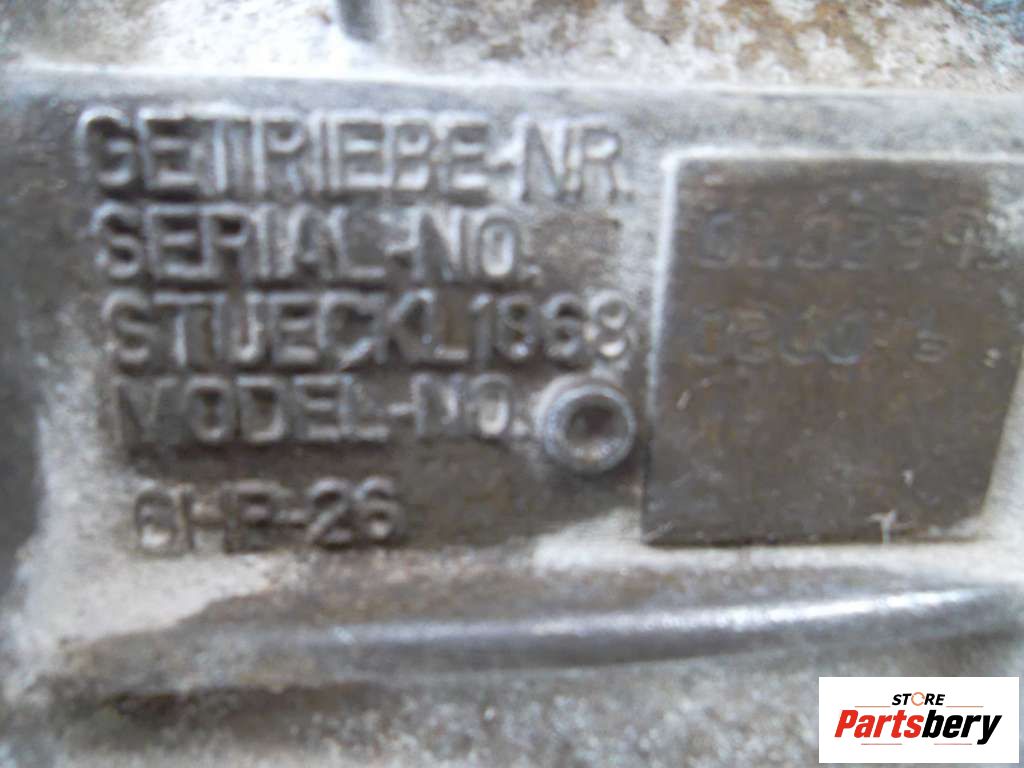 GETRIEBE-NR.
SERIAL-NO.
STUECKL1868
MODEL-NO.
6HP-26
STORE
Partsbery